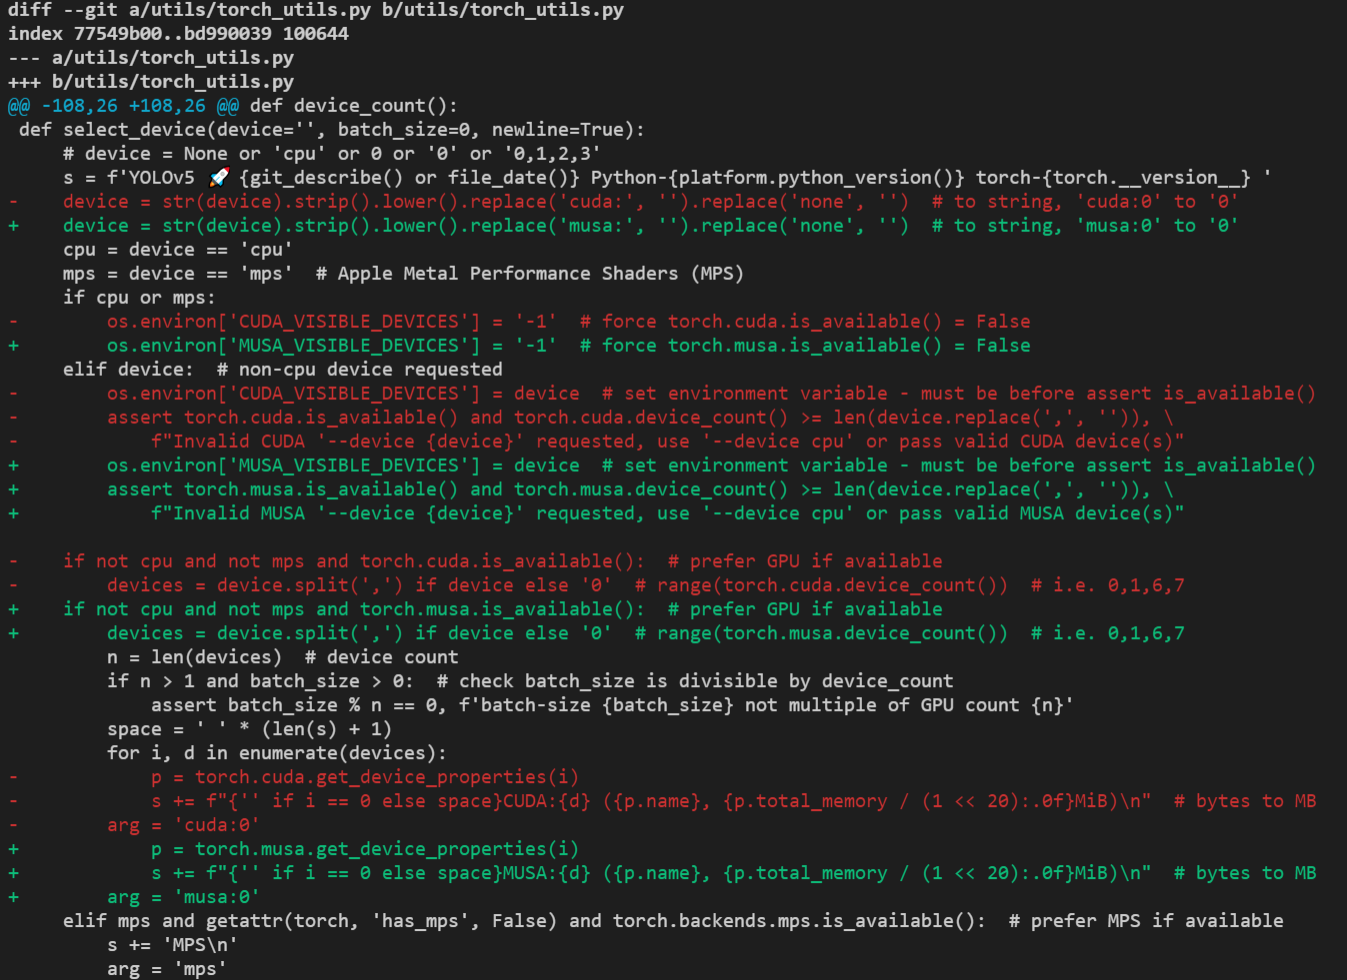 diff --git a/utils/torch_utils.py b/utils/torch_utils.py
index 77549b00..bd990039 100644
--- a/utils/torch_utils.py
+++ b/utils/torch_utils.py
@@ -108,26 +108,26 @@ def device_count():
 def select_device(device='', batch_size=0, newline=True):
     # device = None or 'cpu' or 0 or '0' or '0,1,2,3'
     s = f'YOLOv5 🚀 {git_describe() or file_date()} Python-{platform.python_version()} torch-{torch.__version__} '
-    device = str(device).strip().lower().replace('cuda:', '').replace('none', '')  # to string, 'cuda:0' to '0'
+    device = str(device).strip().lower().replace('musa:', '').replace('none', '')  # to string, 'musa:0' to '0'
     cpu = device == 'cpu'
     mps = device == 'mps'  # Apple Metal Performance Shaders (MPS)
     if cpu or mps:
-        os.environ['CUDA_VISIBLE_DEVICES'] = '-1'  # force torch.cuda.is_available() = False
+        os.environ['MUSA_VISIBLE_DEVICES'] = '-1'  # force torch.musa.is_available() = False
     elif device:  # non-cpu device requested
-        os.environ['CUDA_VISIBLE_DEVICES'] = device  # set environment variable - must be before assert is_available()
-        assert torch.cuda.is_available() and torch.cuda.device_count() >= len(device.replace(',', '')), \
-            f"Invalid CUDA '--device {device}' requested, use '--device cpu' or pass valid CUDA device(s)"
+        os.environ['MUSA_VISIBLE_DEVICES'] = device  # set environment variable - must be before assert is_available()
+        assert torch.musa.is_available() and torch.musa.device_count() >= len(device.replace(',', '')), \
+            f"Invalid MUSA '--device {device}' requested, use '--device cpu' or pass valid MUSA device(s)"
-    if not cpu and not mps and torch.cuda.is_available():  # prefer GPU if available
-        devices = device.split(',') if device else '0'  # range(torch.cuda.device_count())  # i.e. 0,1,6,7
+    if not cpu and not mps and torch.musa.is_available():  # prefer GPU if available
+        devices = device.split(',') if device else '0'  # range(torch.musa.device_count())  # i.e. 0,1,6,7
         n = len(devices)  # device count
         if n > 1 and batch_size > 0:  # check batch_size is divisible by device_count
             assert batch_size % n == 0, f'batch-size {batch_size} not multiple of GPU count {n}'
         space = ' ' * (len(s) + 1)
         for i, d in enumerate(devices):
-            p = torch.cuda.get_device_properties(i)
-            s += f"{'' if i == 0 else space}CUDA:{d} ({p.name}, {p.total_memory / (1 << 20):.0f}MiB)\n"  # bytes to MB
-        arg = 'cuda:0'
+            p = torch.musa.get_device_properties(i)
+            s += f"{'' if i == 0 else space}MUSA:{d} ({p.name}, {p.total_memory / (1 << 20):.0f}MiB)\n"  # bytes to MB
+        arg = 'musa:0'
     elif mps and getattr(torch, 'has_mps', False) and torch.backends.mps.is_available():  # prefer MPS if available
         s += 'MPS\n'
         arg = 'mps'